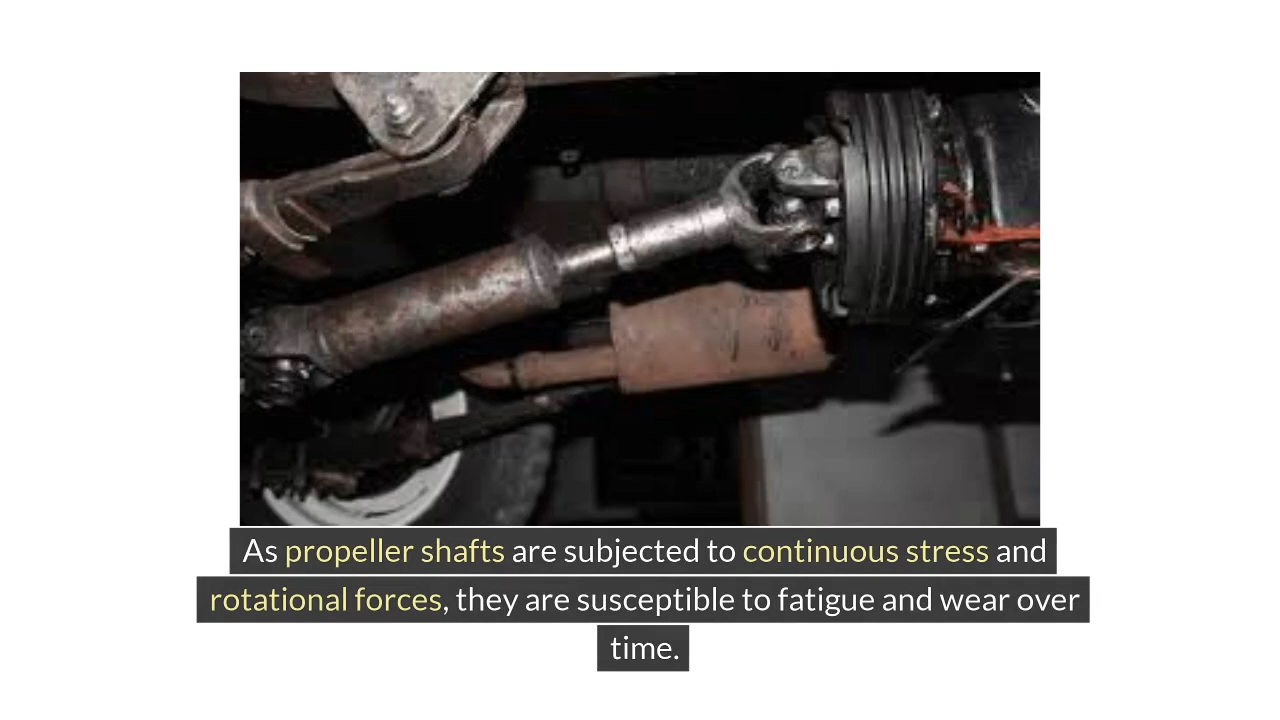 As propeller shafts are subjected to continuous stress and
rotational forces, they are susceptible to fatigue and wear over
time.